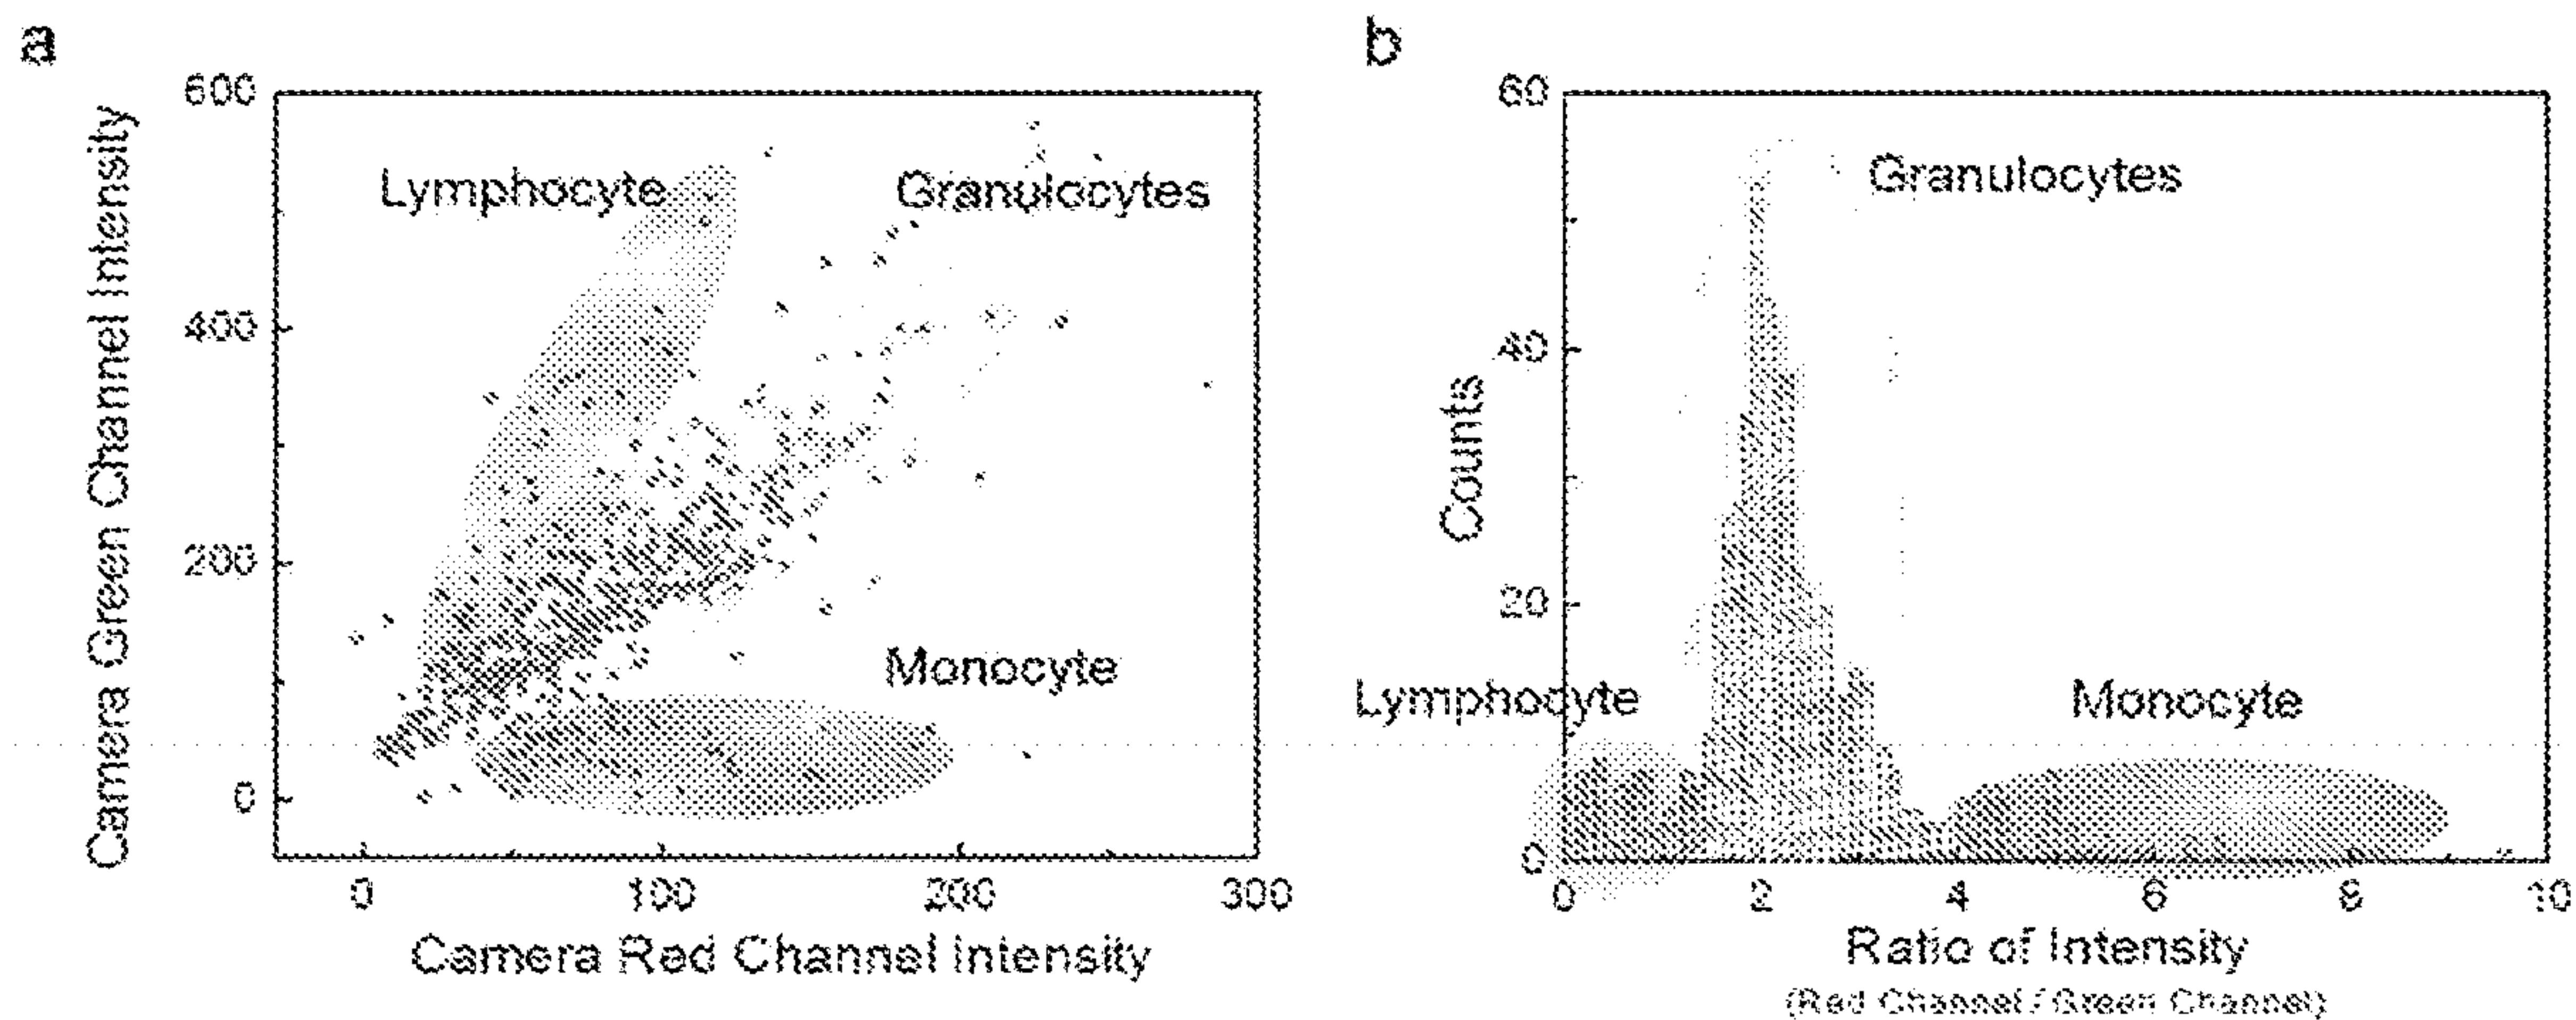 a
600
400
200
0
Camera Green Channel Intensity
Lymphocyte
Granulocytes
Monocyte
0 100 200 300
Camera Red Channel Intensity
b
60
40
20
0
Counts
Granulocytes
Lymphocyte
Monocyte
0 2 4 6 8 10
Ratio of Intensity
(Red Channel / Green Channel)